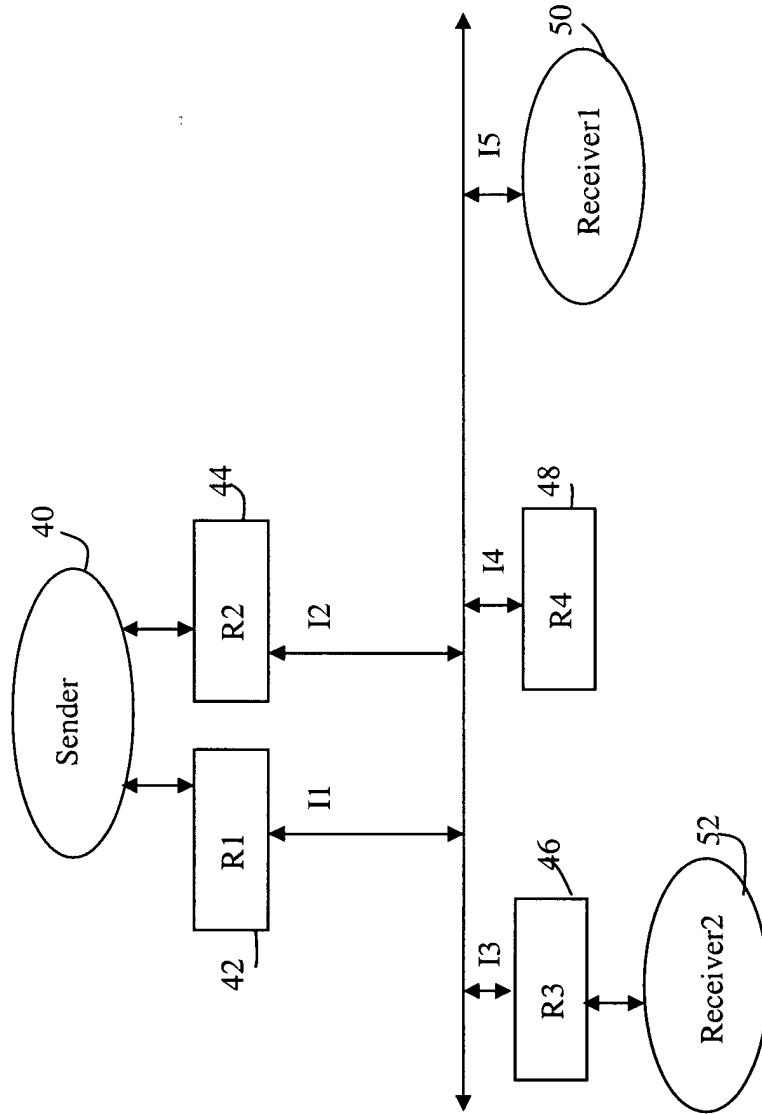 Sender
40
R1
42
R2
44
I1
I2
I3
I4
I5
R3
46
R4
48
Receiver1
50
Receiver2
52